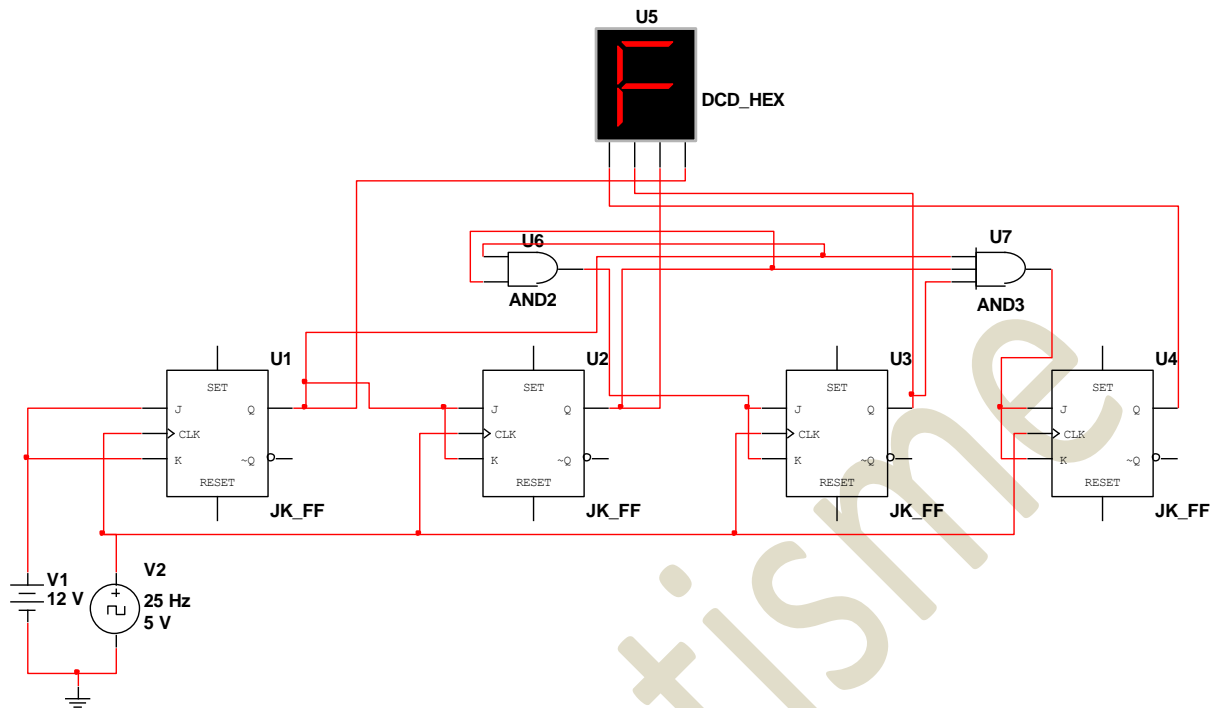 U5
F
DCD_HEX
U6
AND2
U7
AND3
U1
SET
J
Q
CLK
K
~Q
RESET
JK_FF
U2
SET
J
Q
CLK
K
~Q
RESET
JK_FF
U3
SET
J
Q
CLK
K
~Q
RESET
JK_FF
U4
SET
J
Q
CLK
K
~Q
RESET
JK_FF
V1
12 V
V2
25 Hz
5 V
tisme